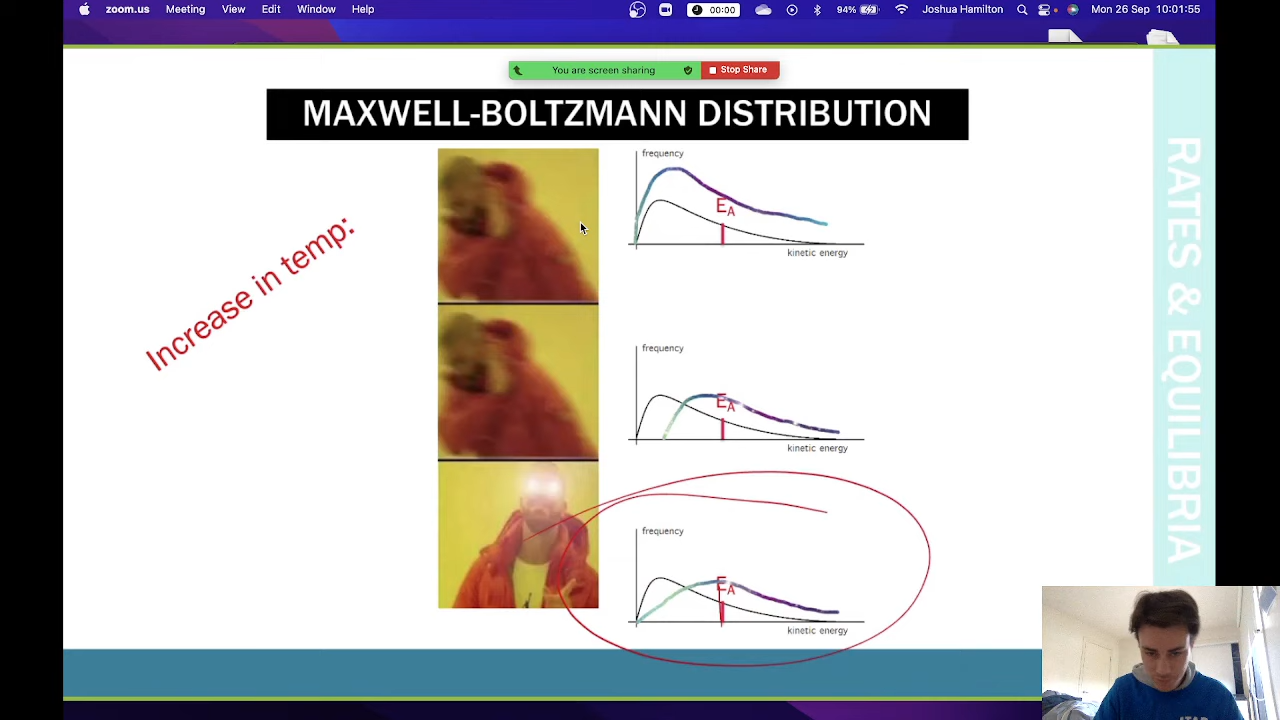 zoom.us Meeting View Edit Window Help 00:00 94% Joshua Hamilton Mon 26 Sep 10:01:55
You are screen sharing Stop Share
MAXWELL-BOLTZMANN DISTRIBUTION
Increase in temp:
frequency
EA
kinetic energy
frequency
EA
kinetic energy
frequency
EA
kinetic energy
RATES & EQUILIBRIA